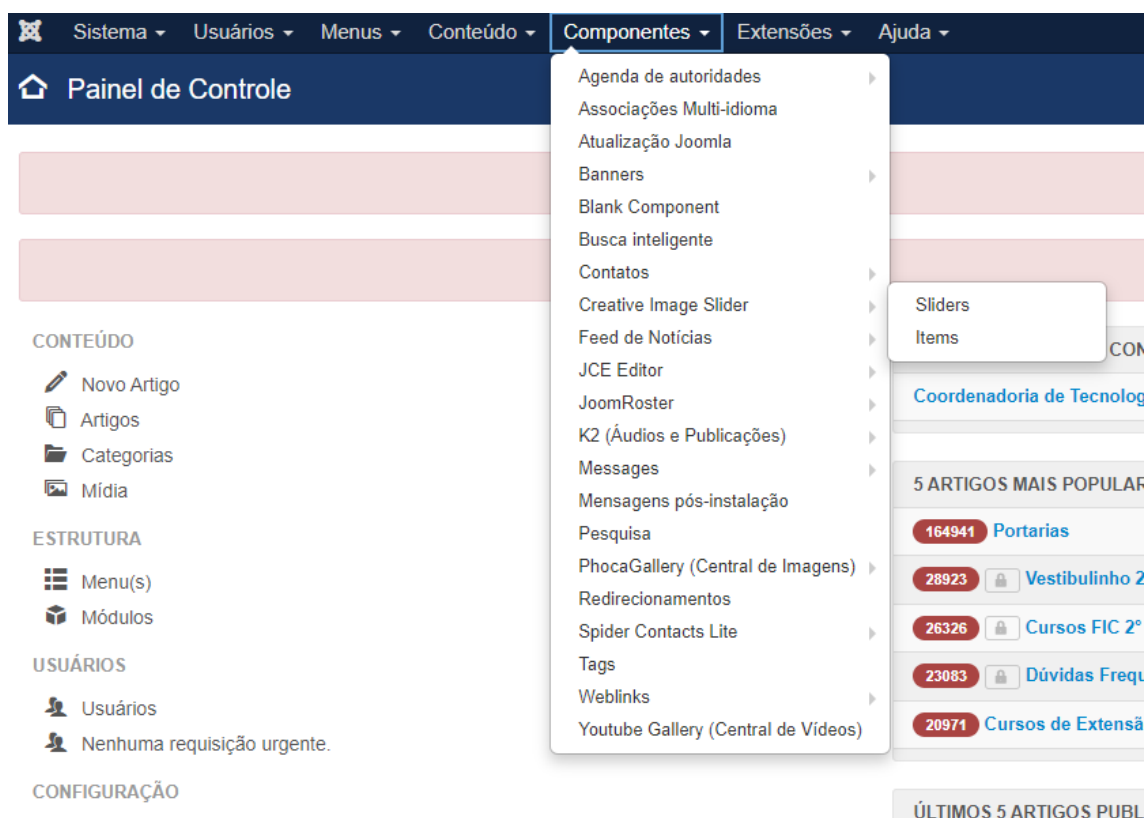 Sistema Usuários Menus Conteúdo Componentes Extensões Ajuda
Painel de Controle
Agenda de autoridades
Associações Multi-idioma
Atualização Joomla
Banners
Blank Component
Busca inteligente
Contatos
Creative Image Slider
Feed de Notícias
JCE Editor
JoomRoster
K2 (Áudios e Publicações)
Messages
Mensagens pós-instalação
Pesquisa
PhocaGallery (Central de Imagens)
Redirecionamentos
Spider Contacts Lite
Tags
Weblinks
Youtube Gallery (Central de Vídeos)
Sliders
Items
CONTEÚDO
Novo Artigo
Artigos
Categorias
Mídia
ESTRUTURA
Menu(s)
Módulos
USUÁRIOS
Usuários
Nenhuma requisição urgente.
CONFIGURAÇÃO
CON
Coordenadoria de Tecnolog
5 ARTIGOS MAIS POPULAR
164941 Portarias
28923 Vestibulinho 2
26326 Cursos FIC 2°
23083 Dúvidas Frequ
20971 Cursos de Extensã
ÚLTIMOS 5 ARTIGOS PUBL